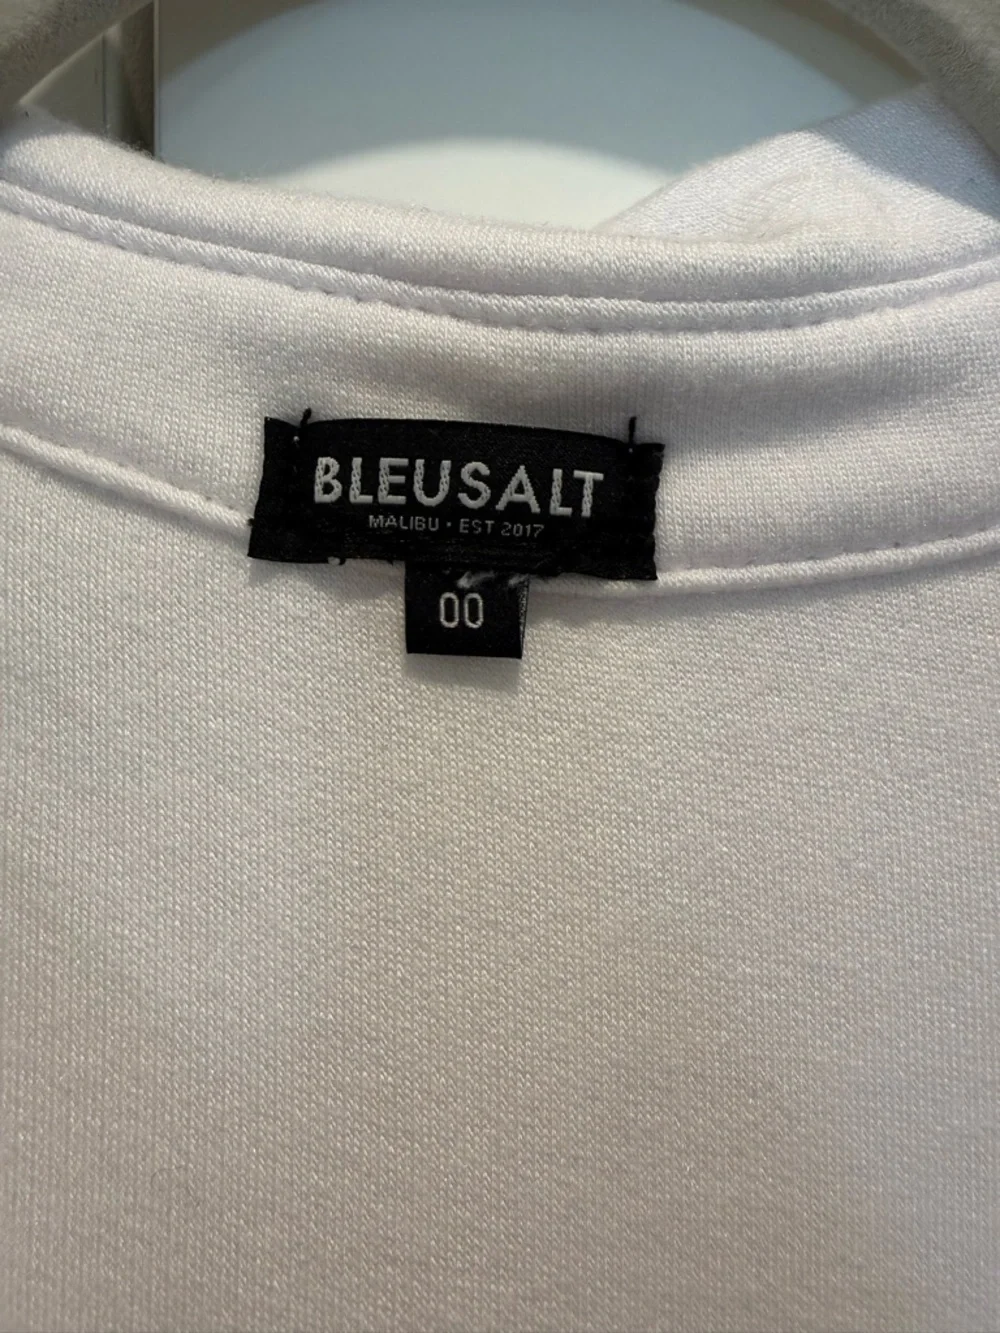 BLEUSALT
MALIBU · EST 2017
00